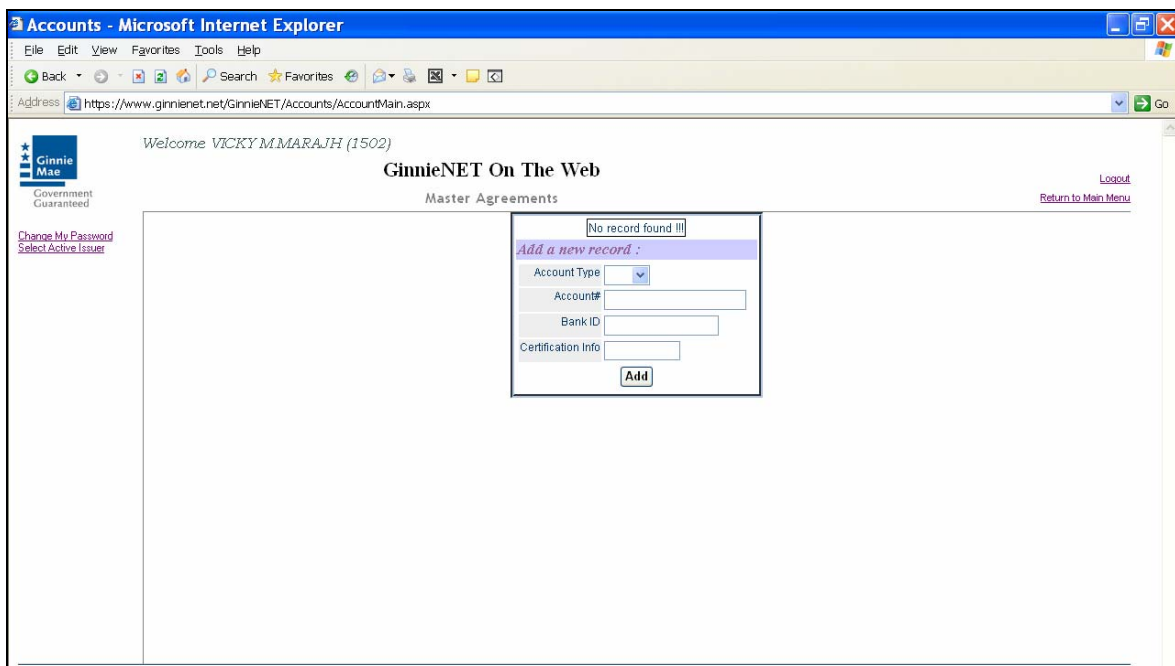 Accounts - Microsoft Internet Explorer
File Edit View Favorites Tools Help
Back Search Favorites
Address https://www.ginnienet.net/GinnieNET/Accounts/AccountMain.aspx Go
Ginnie
Mae
Government
Guaranteed
Welcome VICKY M.MARAJH (1502)
GinnieNET On The Web
Master Agreements
Logout
Return to Main Menu
Change My Password
Select Active Issuer
No record found !!!
Add a new record :
Account Type
Account#
Bank ID
Certification Info
Add